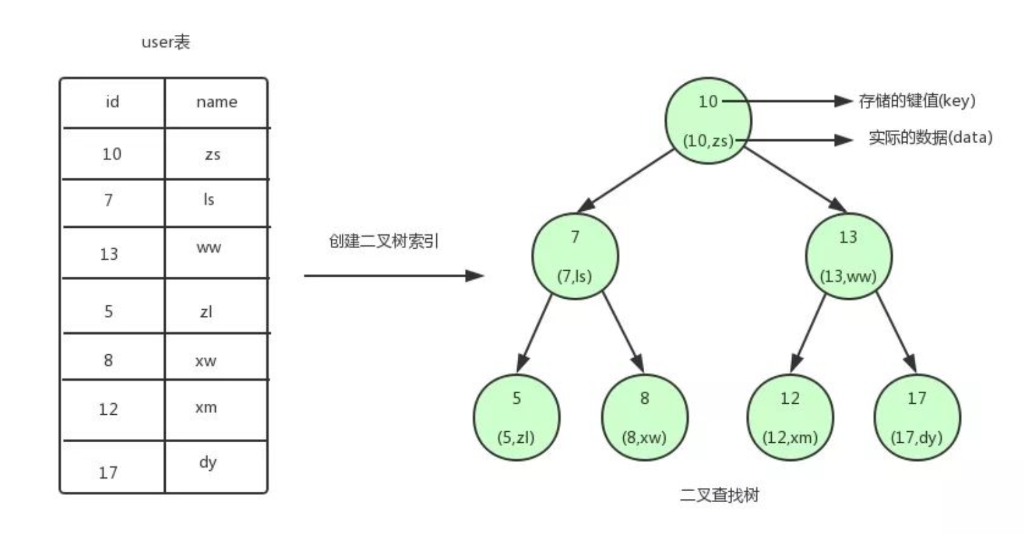 user表
id name
10 zs
7 ls
13 ww
5 zl
8 xw
12 xm
17 dy
创建二叉树索引
10
(10,zs)
存储的键值(key)
实际的数据(data)
7
(7,ls)
13
(13,ww)
5
(5,zl)
8
(8,xw)
12
(12,xm)
17
(17,dy)
二叉查找树